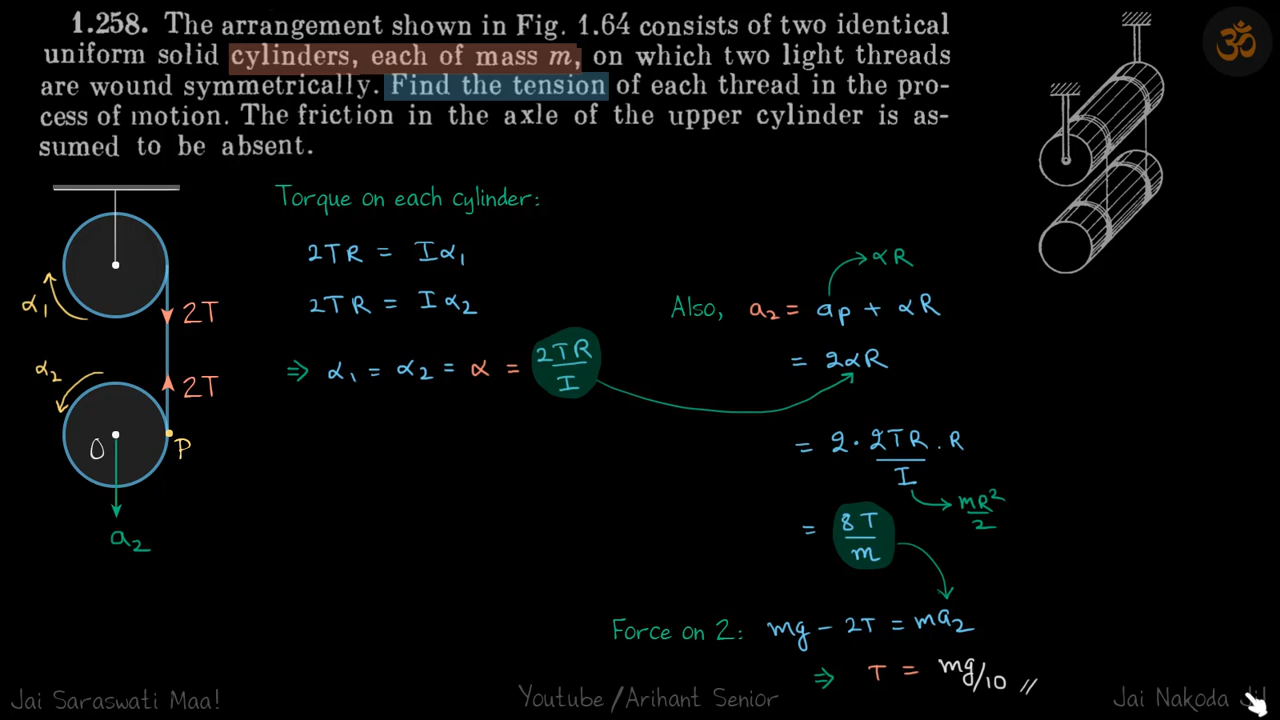 1.258. The arrangement shown in Fig. 1.64 consists of two identical
uniform solid cylinders, each of mass m, on which two light threads
are wound symmetrically. Find the tension of each thread in the pro-
cess of motion. The friction in the axle of the upper cylinder is as-
sumed to be absent.
ॐ
Torque on each cylinder:
2TR = Iα₁
2TR = Iα₂
⇒ α₁ = α₂ = α = 2TR/I
α₁
2T
α₂
2T
O
P
a₂
αR
Also, a₂ = aP + αR
= 2αR
= 2 · 2TR/I . R
mR²/2
= 8T/m
Force on 2: mg − 2T = ma₂
⇒ T = mg/10 //
Jai Saraswati Maa!
Youtube /Arihant Senior
Jai Nakoda Ji!